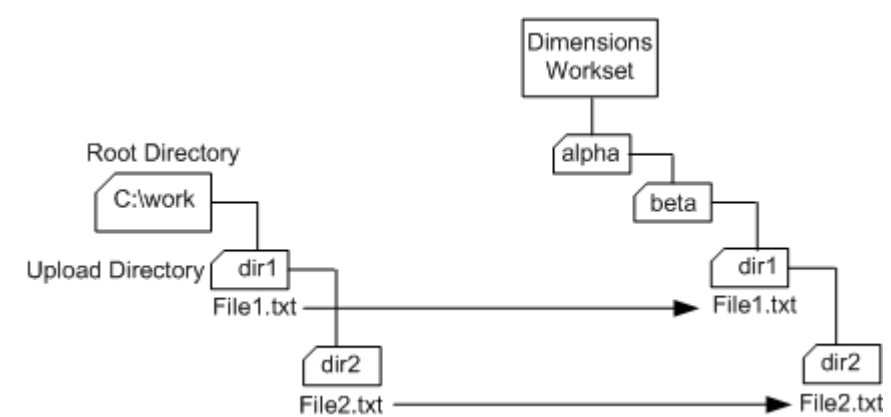 Dimensions
Workset
Root Directory
alpha
C:\work
beta
Upload Directory
dir1
dir1
File1.txt
File1.txt
dir2
dir2
File2.txt
File2.txt